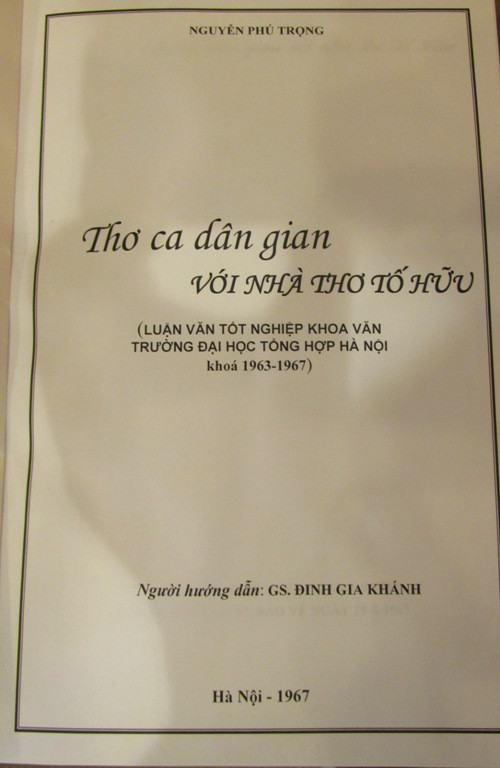 NGUYỄN PHÚ TRỌNG
Thơ ca dân gian
VỚI NHÀ THƠ TỐ HỮU
(LUẬN VĂN TỐT NGHIỆP KHOA VĂN
TRƯỜNG ĐẠI HỌC TỔNG HỢP HÀ NỘI
khoá 1963-1967)
Người hướng dẫn: GS. ĐINH GIA KHÁNH
Hà Nội - 1967